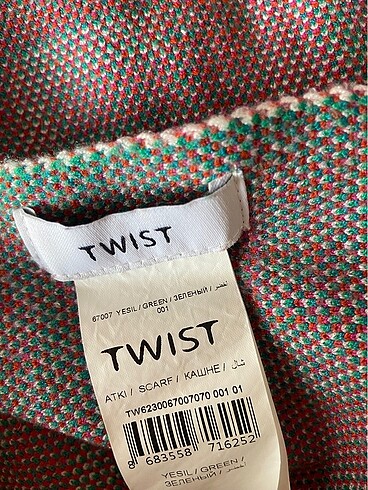 TWIST
67007 YESIL / GREEN / ЗЕЛЕНЫЙ / أخضر /
001
TWIST
ATKI / SCARF / КАШНЕ / شال
TW6230067007070 001 01
8 683558 716252
YESIL / GREEN /
ЗЕЛЕНЫЙ / أخضر